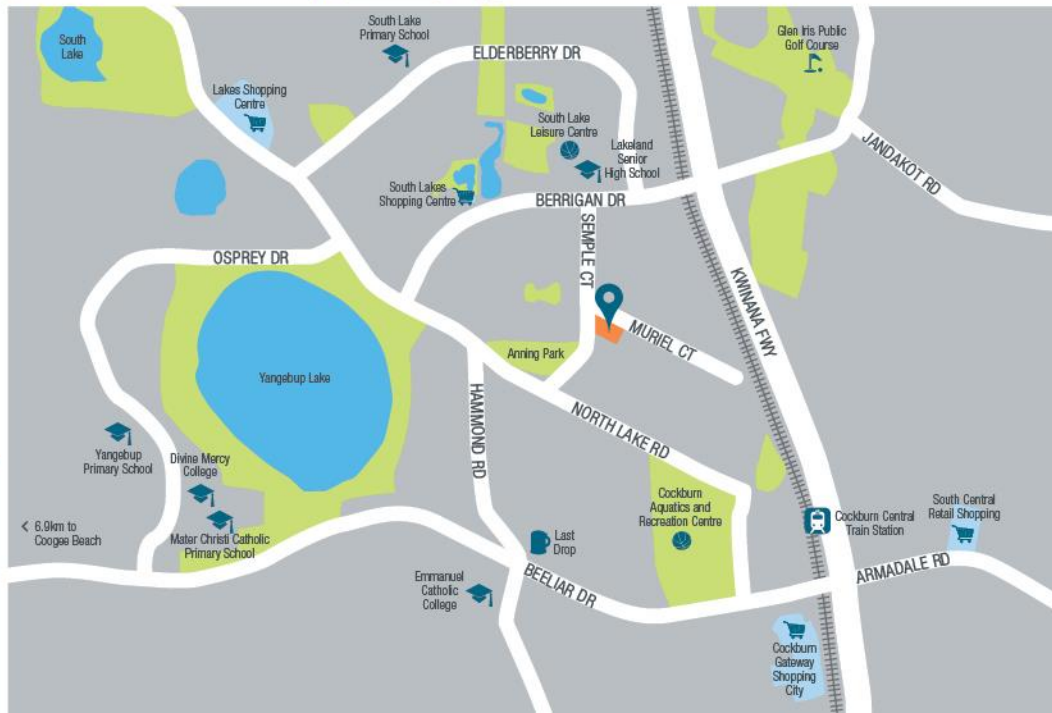 South
Lake
South Lake
Primary School
ELDERBERRY DR
Glen Iris Public
Golf Course
Lakes Shopping
Centre
South Lake
Leisure Centre
Lakeland
Senior
High School
JANDAKOT RD
South Lakes
Shopping Centre
BERRIGAN DR
SEMPLE CT
OSPREY DR
KWINANA FWY
MURIEL CT
Anning Park
Yangebup Lake
HAMMOND RD
NORTH LAKE RD
Yangebup
Primary School
Divine Mercy
College
Mater Christi Catholic
Primary School
< 6.9km to
Coogee Beach
Cockburn
Aquatics and
Recreation Centre
South Central
Retail Shopping
Cockburn Central
Train Station
Last
Drop
ARMADALE RD
BEELIAR DR
Emmanuel
Catholic
College
Cockburn
Gateway
Shopping
City